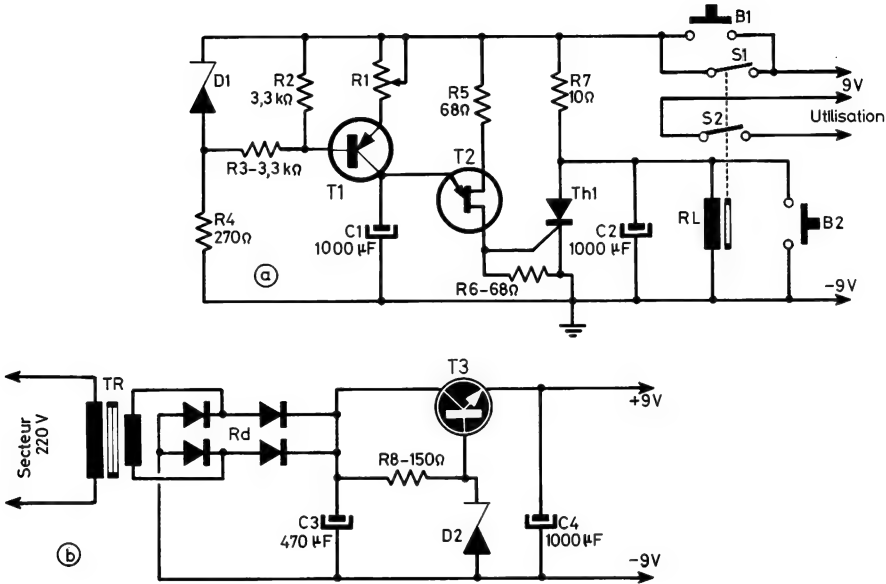 B1
S1
9V
D1
R2
3,3 kΩ
R1
R5
68Ω
R7
10Ω
S2
Utilisation
R3-3,3 kΩ
T1
T2
Th1
R4
270Ω
C1
1000 µF
C2
1000 µF
RL
B2
a
R6-68Ω
-9V
TR
T3
+9V
Secteur
220 V
Rd
R8-150Ω
C3
470 µF
D2
C4
1000 µF
b
-9V